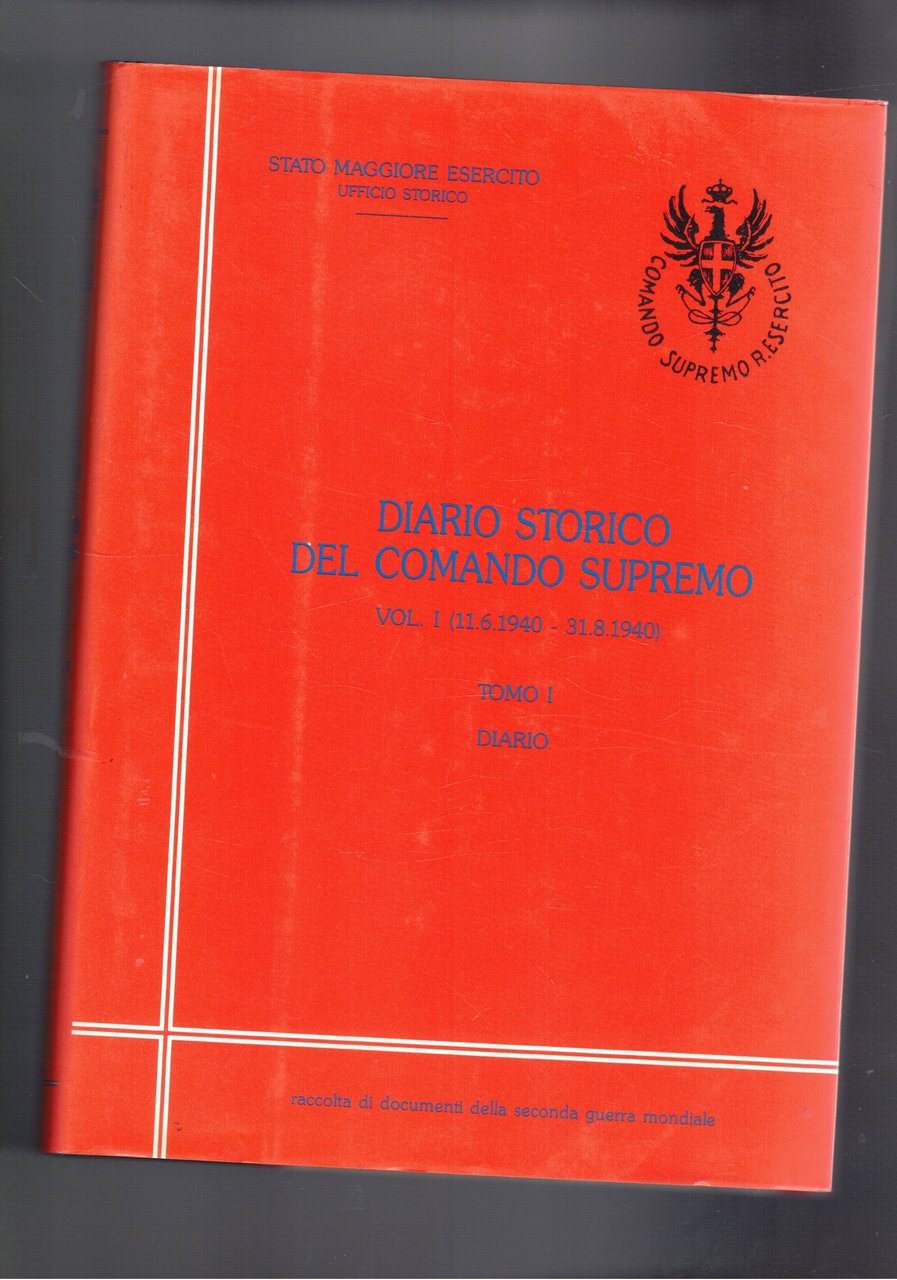 STATO MAGGIORE ESERCITO
UFFICIO STORICO
COMANDO SUPREMO R. ESERCITO
DIARIO STORICO
DEL COMANDO SUPREMO
VOL. I (11.6.1940 - 31.8.1940)
TOMO I
DIARIO
raccolta di documenti della seconda guerra mondiale